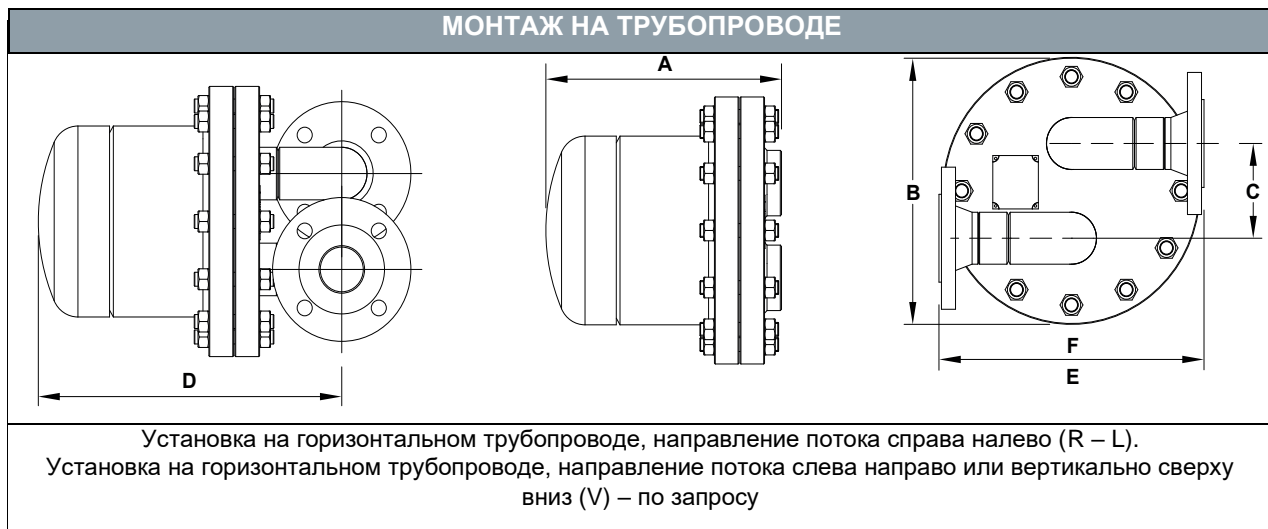 МОНТАЖ НА ТРУБОПРОВОДЕ
A
B
C
D
F
E
Установка на горизонтальном трубопроводе, направление потока справа налево (R – L).
Установка на горизонтальном трубопроводе, направление потока слева направо или вертикально сверху
вниз (V) – по запросу